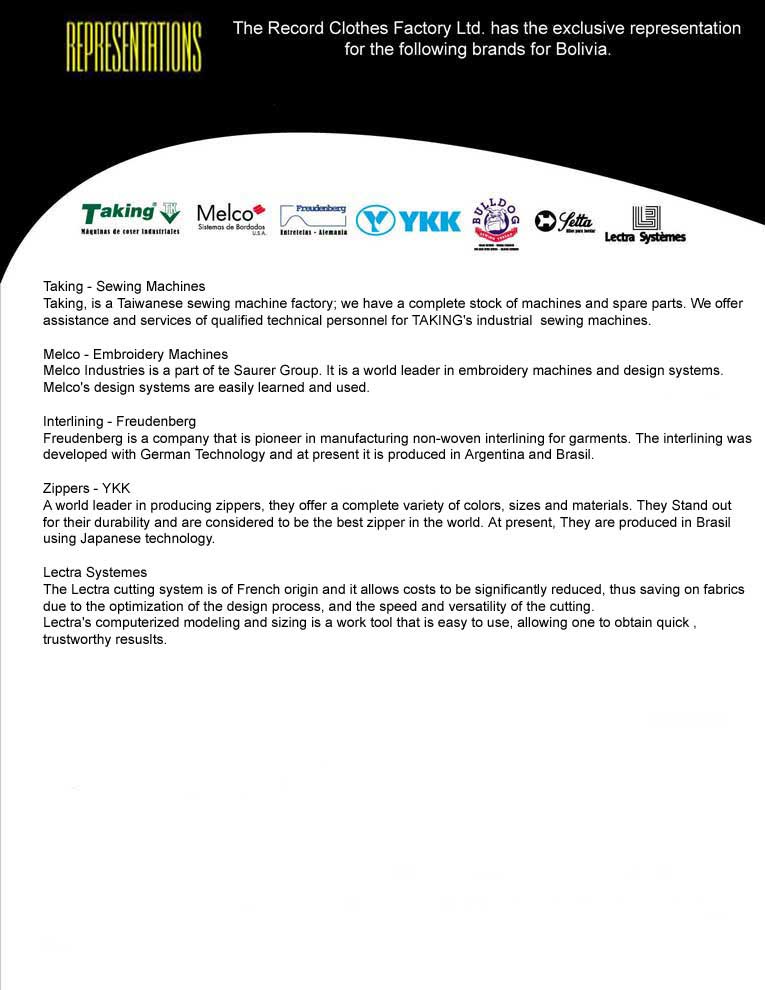 REPRESENTATIONS
The Record Clothes Factory Ltd. has the exclusive representation
for the following brands for Bolivia.
Taking
Máquinas de coser Industriales
Melco
Sistemas de Bordados
U.S.A.
Freudenberg
Entretelas - Alemania
YKK
BULLDOG
Setta
Lectra Systèmes
Taking - Sewing Machines
Taking, is a Taiwanese sewing machine factory; we have a complete stock of machines and spare parts. We offer
assistance and services of qualified technical personnel for TAKING's industrial  sewing machines.
Melco - Embroidery Machines
Melco Industries is a part of te Saurer Group. It is a world leader in embroidery machines and design systems.
Melco's design systems are easily learned and used.
Interlining - Freudenberg
Freudenberg is a company that is pioneer in manufacturing non-woven interlining for garments. The interlining was
developed with German Technology and at present it is produced in Argentina and Brasil.
Zippers - YKK
A world leader in producing zippers, they offer a complete variety of colors, sizes and materials. They Stand out
for their durability and are considered to be the best zipper in the world. At present, They are produced in Brasil
using Japanese technology.
Lectra Systemes
The Lectra cutting system is of French origin and it allows costs to be significantly reduced, thus saving on fabrics
due to the optimization of the design process, and the speed and versatility of the cutting.
Lectra's computerized modeling and sizing is a work tool that is easy to use, allowing one to obtain quick ,
trustworthy resuslts.